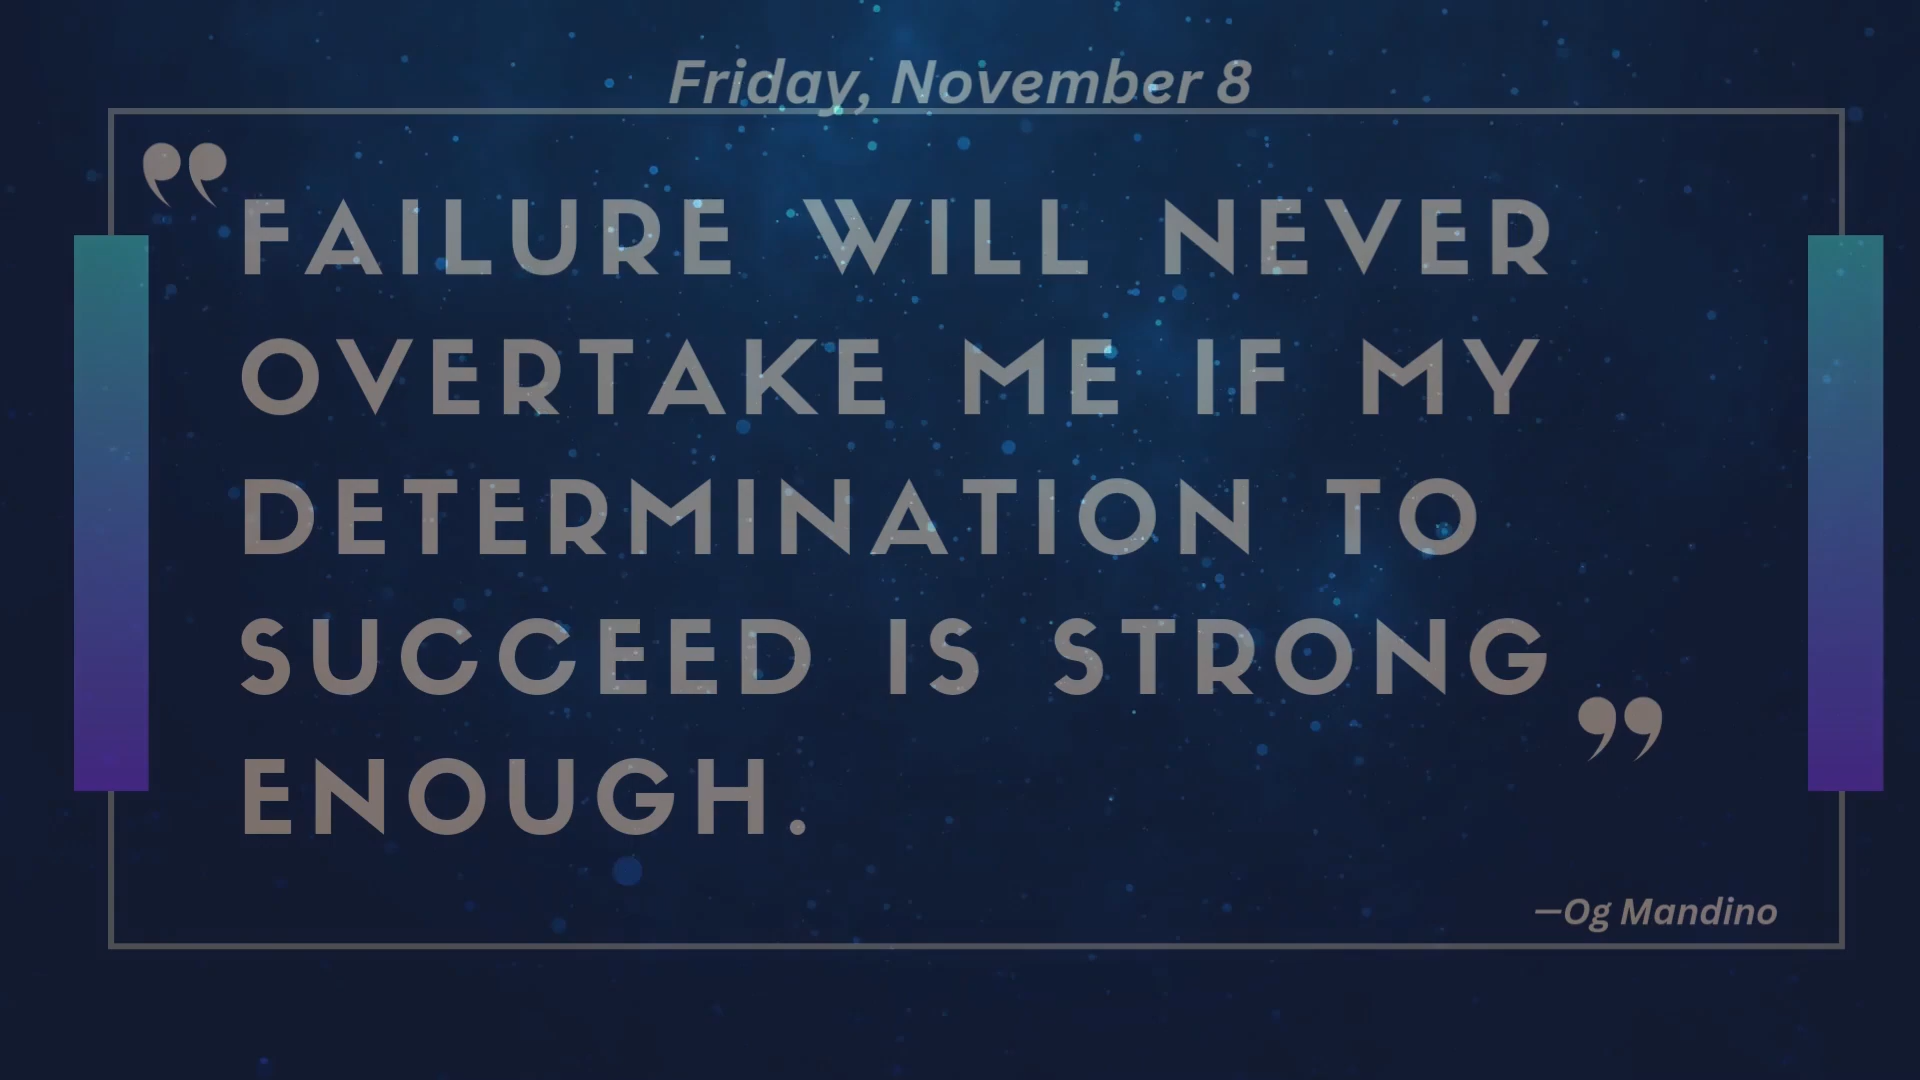 Friday, November 8
❟❟
FAILURE WILL NEVER
OVERTAKE ME IF MY
DETERMINATION TO
SUCCEED IS STRONG
ENOUGH.
”
—Og Mandino